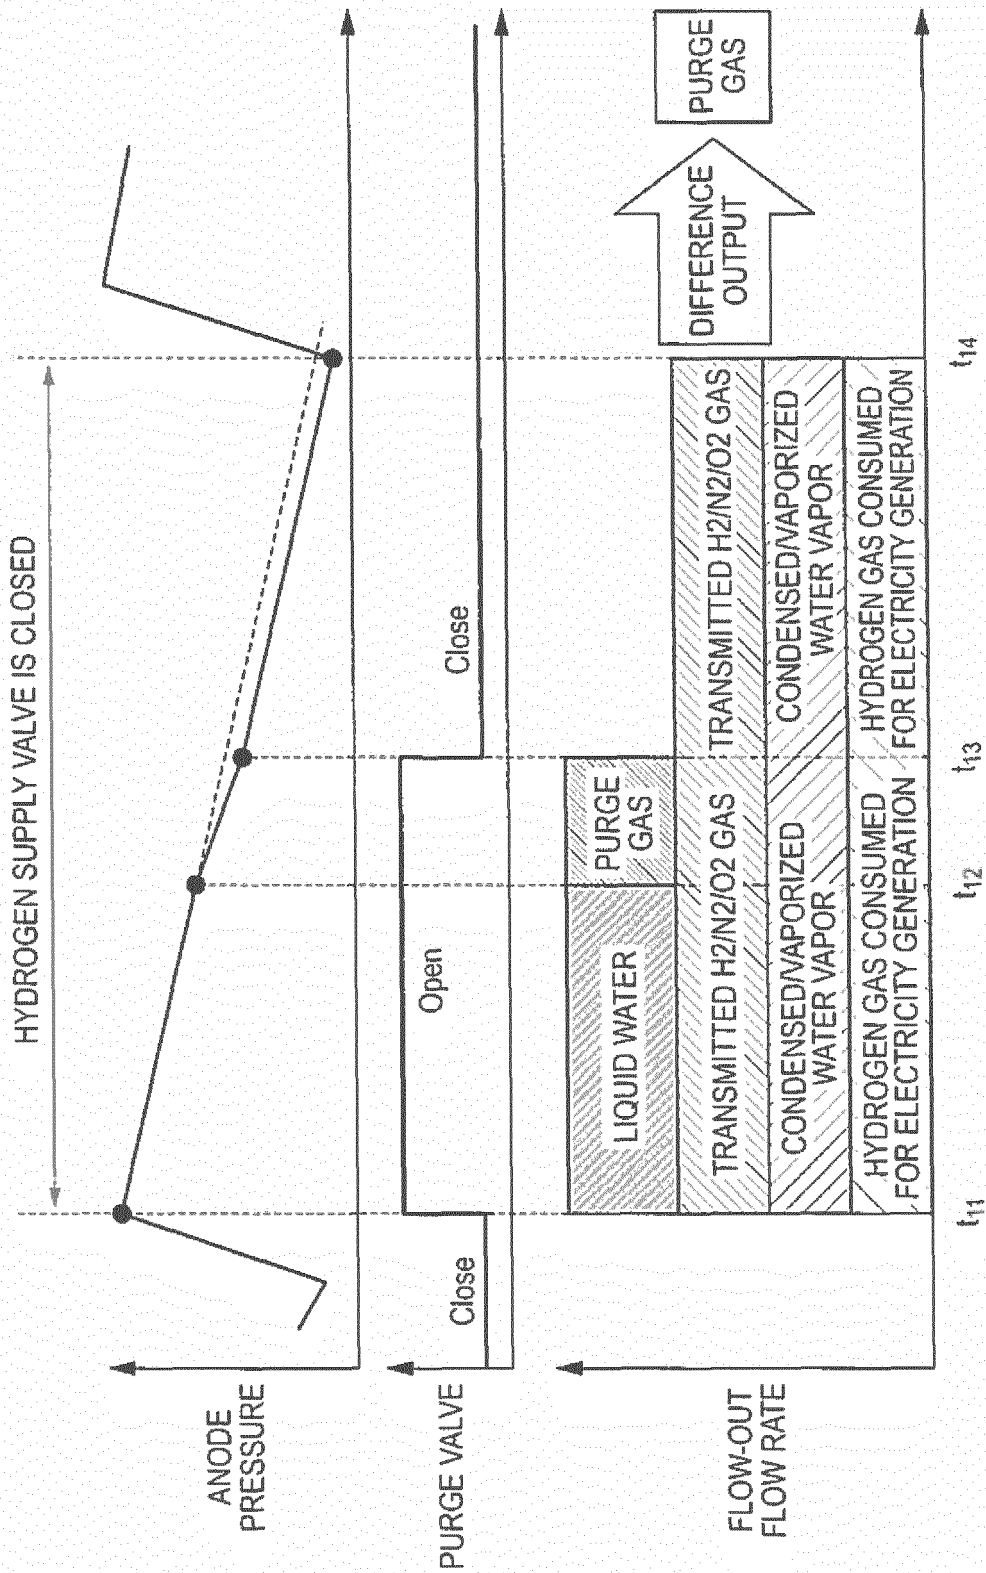 HYDROGEN SUPPLY VALVE IS CLOSED
ANODE
PRESSURE
PURGE VALVE
Close
Open
Close
FLOW-OUT
FLOW RATE
LIQUID WATER
PURGE
GAS
TRANSMITTED H2/N2/O2 GAS
TRANSMITTED H2/N2/O2 GAS
CONDENSED/VAPORIZED
WATER VAPOR
CONDENSED/VAPORIZED
WATER VAPOR
HYDROGEN GAS CONSUMED
FOR ELECTRICITY GENERATION
HYDROGEN GAS CONSUMED
FOR ELECTRICITY GENERATION
DIFFERENCE
OUTPUT
PURGE
GAS
t11
t12
t13
t14